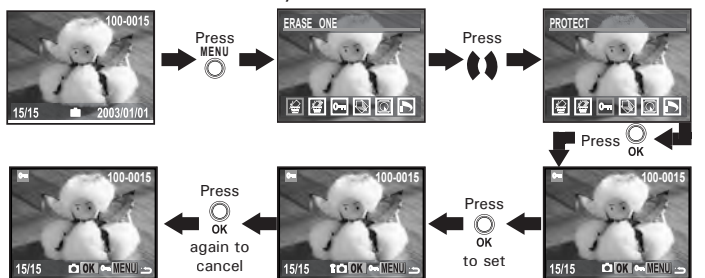 100-0015
15/15 2003/01/01
Press
MENU
ERASE ONE
Press
PROTECT
Press OK
100-0015
15/15 OK MENU
Press
OK
to set
100-0015
15/15 OK MENU
Press
OK
again to
cancel
100-0015
15/15 OK MENU